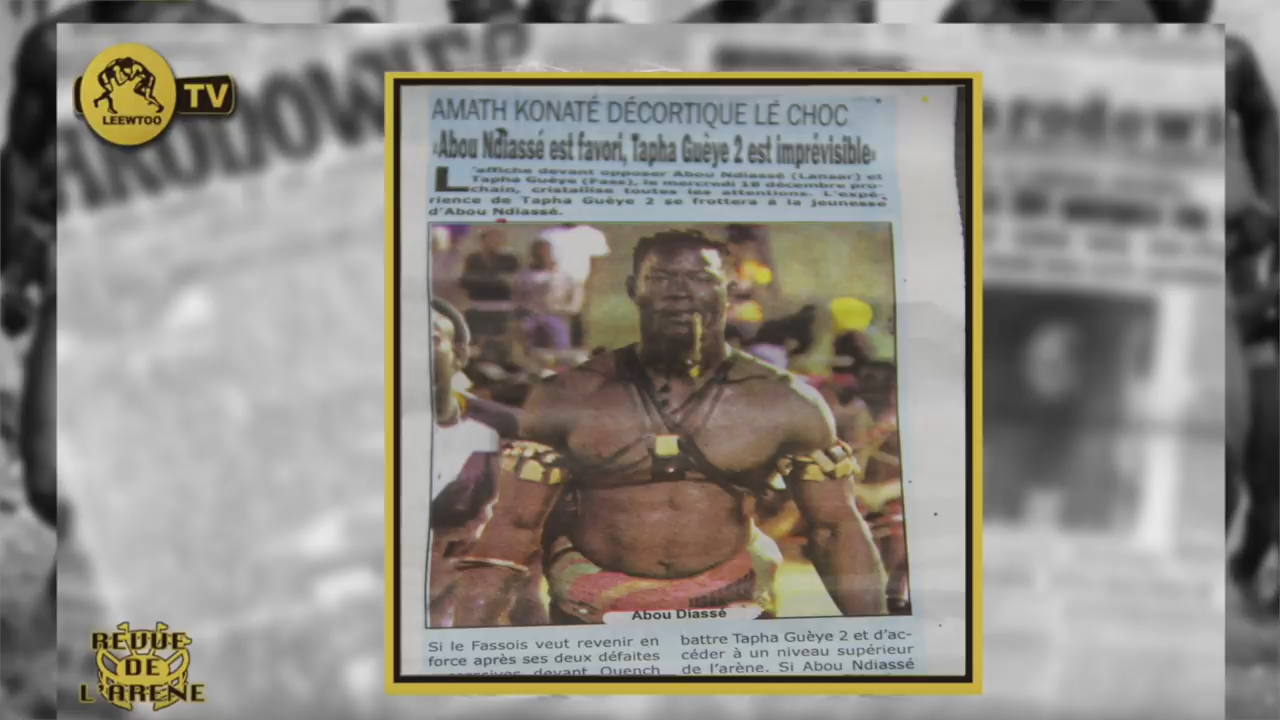 LEEWTOO
TV
AMATH KONATÉ DÉCORTIQUE LE CHOC
«Abou Ndiassé est favori, Tapha Guèye 2 est imprévisible»
L'affiche devant opposer Abou Ndiassé (Lansar) et
Tapha Guèye (Fass), le mercredi 18 décembre pro-
chain, cristallise toutes les attentions. L'expé-
rience de Tapha Guèye 2 se frottera à la jeunesse
d'Abou Ndiassé.
Abou Diassé
Si le Fassois veut revenir en
force après ses deux défaites
devant Ouench
battre Tapha Guèye 2 et d'ac-
céder à un niveau supérieur
de l'arène. Si Abou Ndiassé
REVUE
DE
L'ARENE